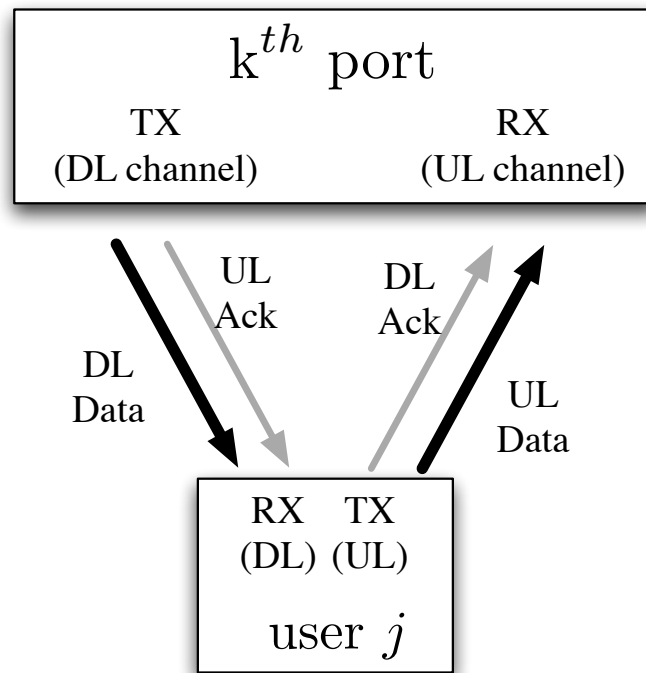 k^{th} port
TX
(DL channel)
RX
(UL channel)
UL
Ack
DL
Ack
DL
Data
UL
Data
RX TX
(DL) (UL)
user j